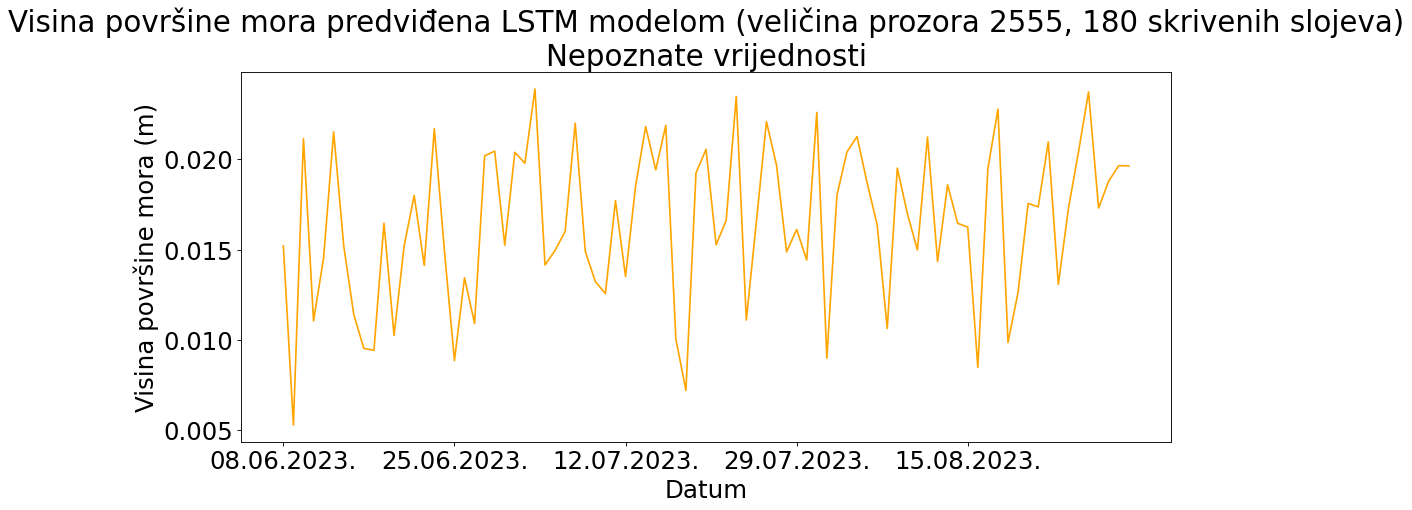 Visina površine mora predviđena LSTM modelom (veličina prozora 2555, 180 skrivenih slojeva)
Nepoznate vrijednosti
Visina površine mora (m)
0.020
0.015
0.010
0.005
08.06.2023. 25.06.2023. 12.07.2023. 29.07.2023. 15.08.2023.
Datum